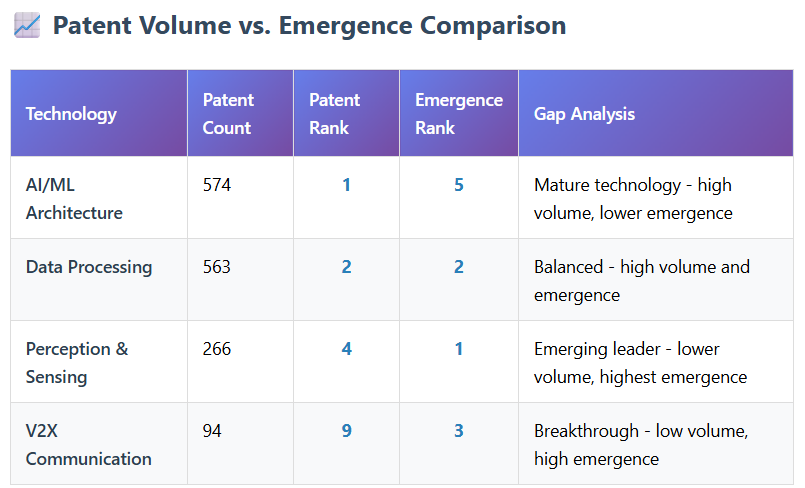 Patent Volume vs. Emergence Comparison
Technology
Patent
Count
Patent
Rank
Emergence
Rank
Gap Analysis
AI/ML
Architecture
574
1
5
Mature technology - high
volume, lower emergence
Data Processing
563
2
2
Balanced - high volume and
emergence
Perception &
Sensing
266
4
1
Emerging leader - lower
volume, highest emergence
V2X
Communication
94
9
3
Breakthrough - low volume,
high emergence